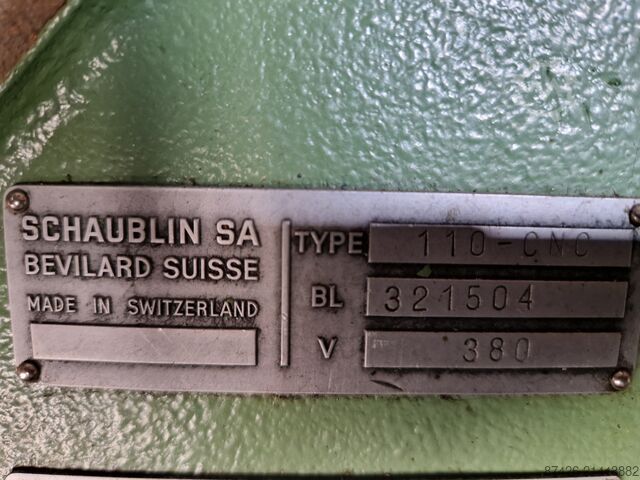 SCHAUBLIN SA
BEVILARD SUISSE
MADE IN SWITZERLAND
TYPE 110-CNC
BL 321504
V 380